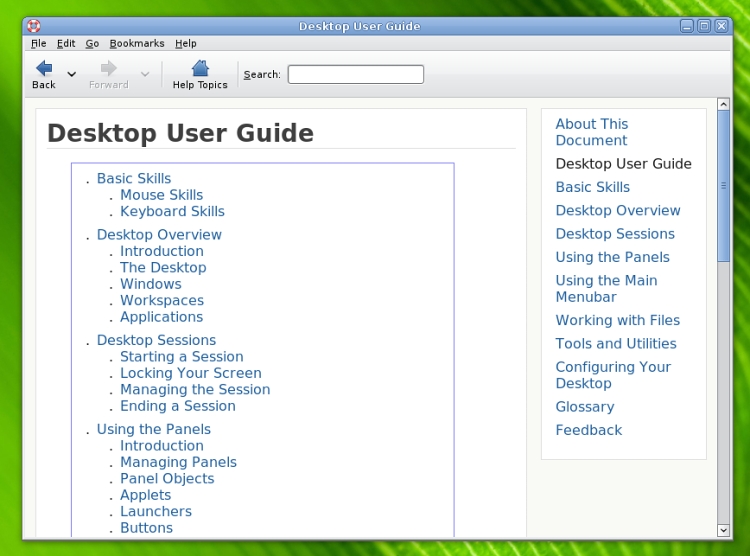 Desktop User Guide
File Edit Go Bookmarks Help
Back Forward Help Topics Search:
Desktop User Guide
. Basic Skills
. Mouse Skills
. Keyboard Skills
. Desktop Overview
. Introduction
. The Desktop
. Windows
. Workspaces
. Applications
. Desktop Sessions
. Starting a Session
. Locking Your Screen
. Managing the Session
. Ending a Session
. Using the Panels
. Introduction
. Managing Panels
. Panel Objects
. Applets
. Launchers
. Buttons
About This
Document
Desktop User Guide
Basic Skills
Desktop Overview
Desktop Sessions
Using the Panels
Using the Main
Menubar
Working with Files
Tools and Utilities
Configuring Your
Desktop
Glossary
Feedback